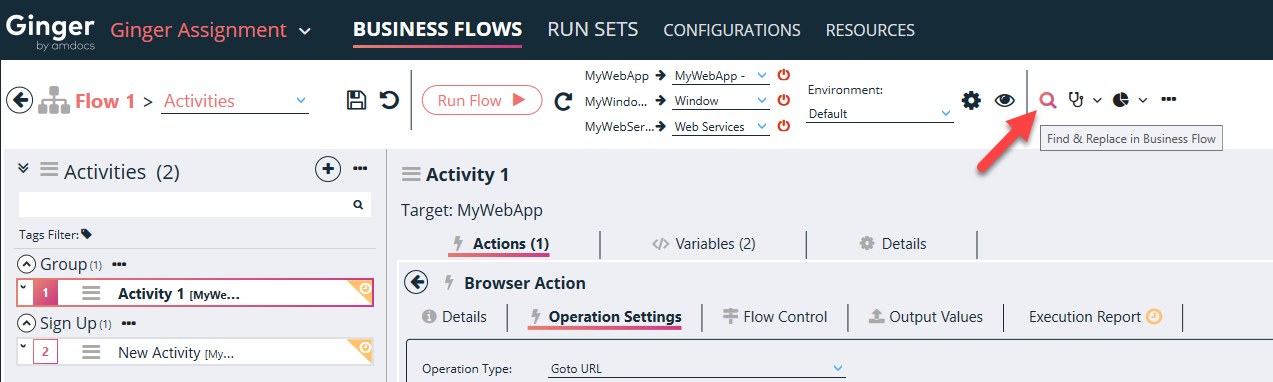 Ginger by amdocs Ginger Assignment BUSINESS FLOWS RUN SETS CONFIGURATIONS RESOURCES
MyWebApp MyWebApp -
Flow 1 > Activities Run Flow MyWindo... Window Environment:
Default
MyWebSer... Web Services
Find & Replace in Business Flow
Activities (2)
Activity 1
Target: MyWebApp
Tags Filter:
Actions (1) Variables (2) Details
Group (1)
Browser Action
1 Activity 1 [MyWe...
Details Operation Settings Flow Control Output Values Execution Report
Sign Up (1)
2 New Activity [My...
Operation Type: Goto URL